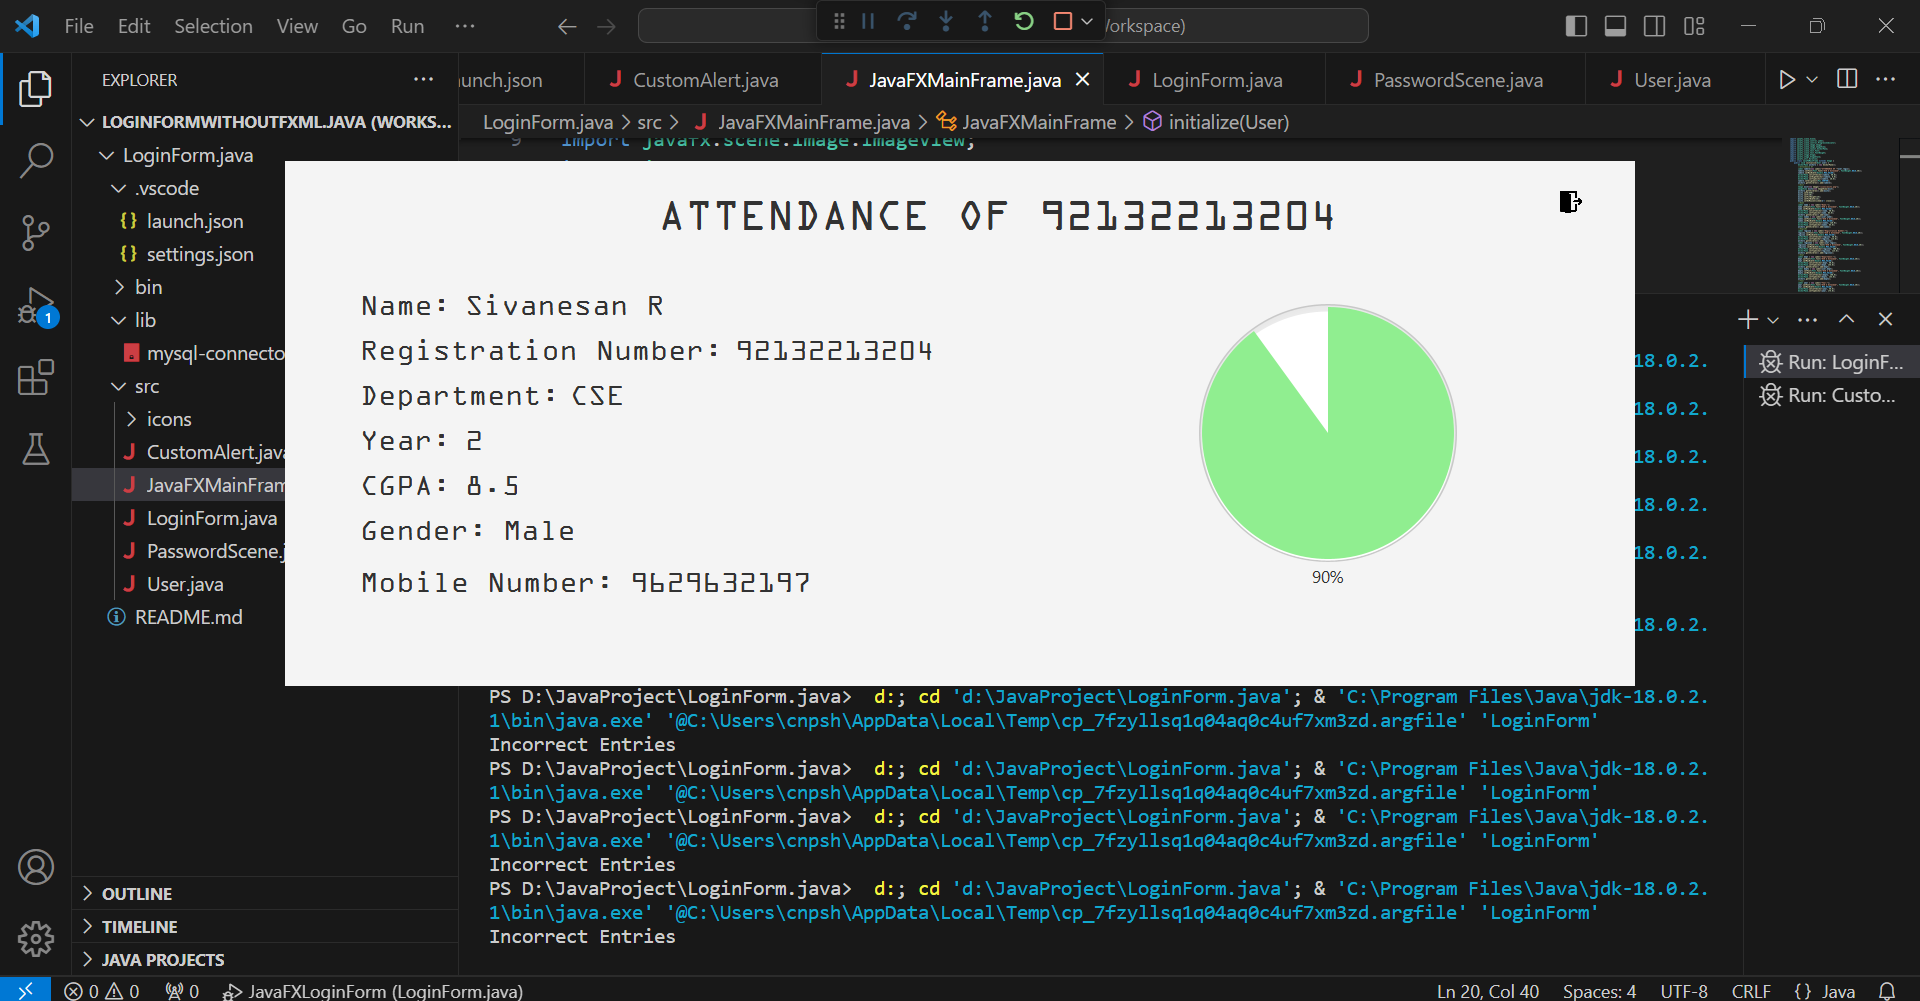 File Edit Selection View Go Run ··· /orkspace)
EXPLORER ···
LOGINFORMWITHOUTFXML.JAVA (WORKS...
LoginForm.java
.vscode
{} launch.json
{} settings.json
bin
lib
mysql-connecto
src
icons
J CustomAlert.java
J JavaFXMainFram
J LoginForm.java
J PasswordScene.j
J User.java
README.md
OUTLINE
TIMELINE
JAVA PROJECTS
unch.json J CustomAlert.java J JavaFXMainFrame.java J LoginForm.java J PasswordScene.java J User.java
LoginForm.java > src > J JavaFXMainFrame.java > JavaFXMainFrame > initialize(User)
9 import javafx.scene.image.ImageView;
ATTENDANCE OF 92132213204
Name: Sivanesan R
Registration Number: 92132213204
Department: CSE
Year: 2
CGPA: 8.5
Gender: Male
Mobile Number: 9629632197
90%
18.0.2.
18.0.2.
18.0.2.
18.0.2.
18.0.2.
18.0.2.
Run: LoginF...
Run: Custo...
PS D:\JavaProject\LoginForm.java> d:; cd 'd:\JavaProject\LoginForm.java'; & 'C:\Program Files\Java\jdk-18.0.2.
1\bin\java.exe' '@C:\Users\cnpsh\AppData\Local\Temp\cp_7fzyllsq1q04aq0c4uf7xm3zd.argfile' 'LoginForm'
Incorrect Entries
PS D:\JavaProject\LoginForm.java> d:; cd 'd:\JavaProject\LoginForm.java'; & 'C:\Program Files\Java\jdk-18.0.2.
1\bin\java.exe' '@C:\Users\cnpsh\AppData\Local\Temp\cp_7fzyllsq1q04aq0c4uf7xm3zd.argfile' 'LoginForm'
PS D:\JavaProject\LoginForm.java> d:; cd 'd:\JavaProject\LoginForm.java'; & 'C:\Program Files\Java\jdk-18.0.2.
1\bin\java.exe' '@C:\Users\cnpsh\AppData\Local\Temp\cp_7fzyllsq1q04aq0c4uf7xm3zd.argfile' 'LoginForm'
Incorrect Entries
PS D:\JavaProject\LoginForm.java> d:; cd 'd:\JavaProject\LoginForm.java'; & 'C:\Program Files\Java\jdk-18.0.2.
1\bin\java.exe' '@C:\Users\cnpsh\AppData\Local\Temp\cp_7fzyllsq1q04aq0c4uf7xm3zd.argfile' 'LoginForm'
Incorrect Entries
1
0 0 0 JavaFXLoginForm (LoginForm.java) Ln 20, Col 40 Spaces: 4 UTF-8 CRLF {} Java